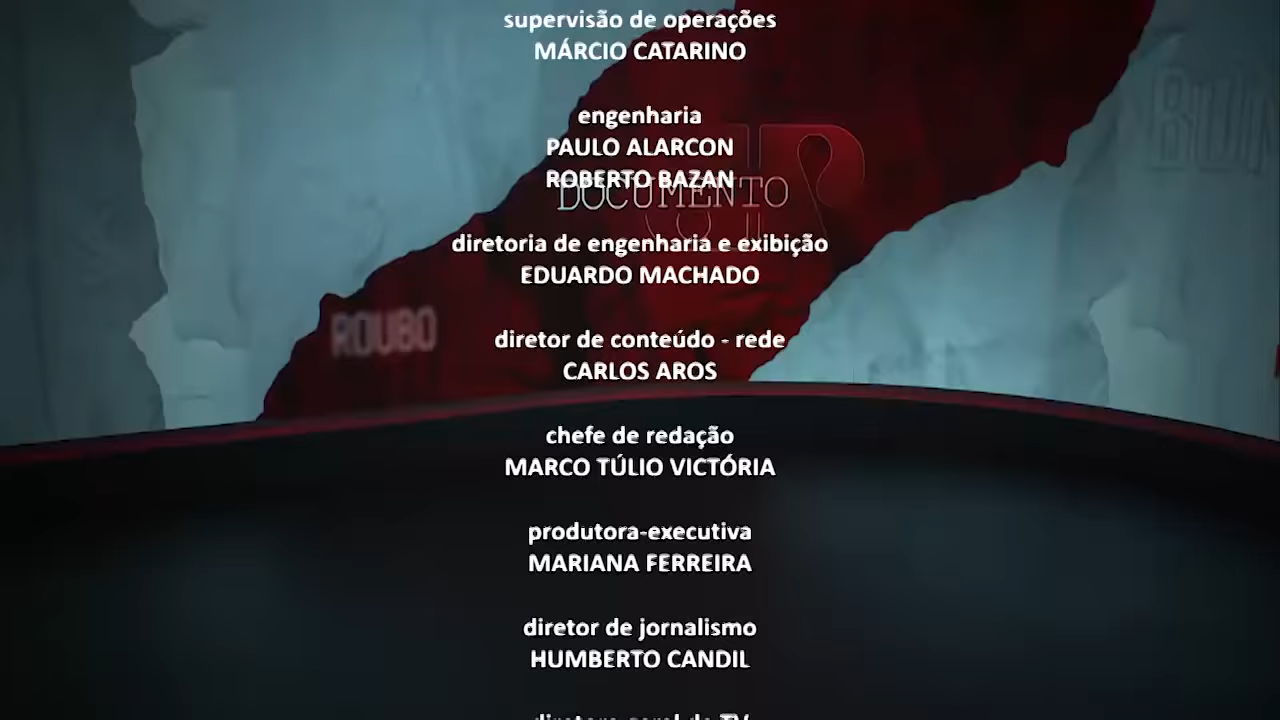 supervisão de operações
MÁRCIO CATARINO
engenharia
PAULO ALARCON
ROBERTO BAZAN
DOCUMENTO
JP
diretoria de engenharia e exibição
EDUARDO MACHADO
ROUBO
diretor de conteúdo - rede
CARLOS AROS
chefe de redação
MARCO TÚLIO VICTÓRIA
produtora-executiva
MARIANA FERREIRA
diretor de jornalismo
HUMBERTO CANDIL